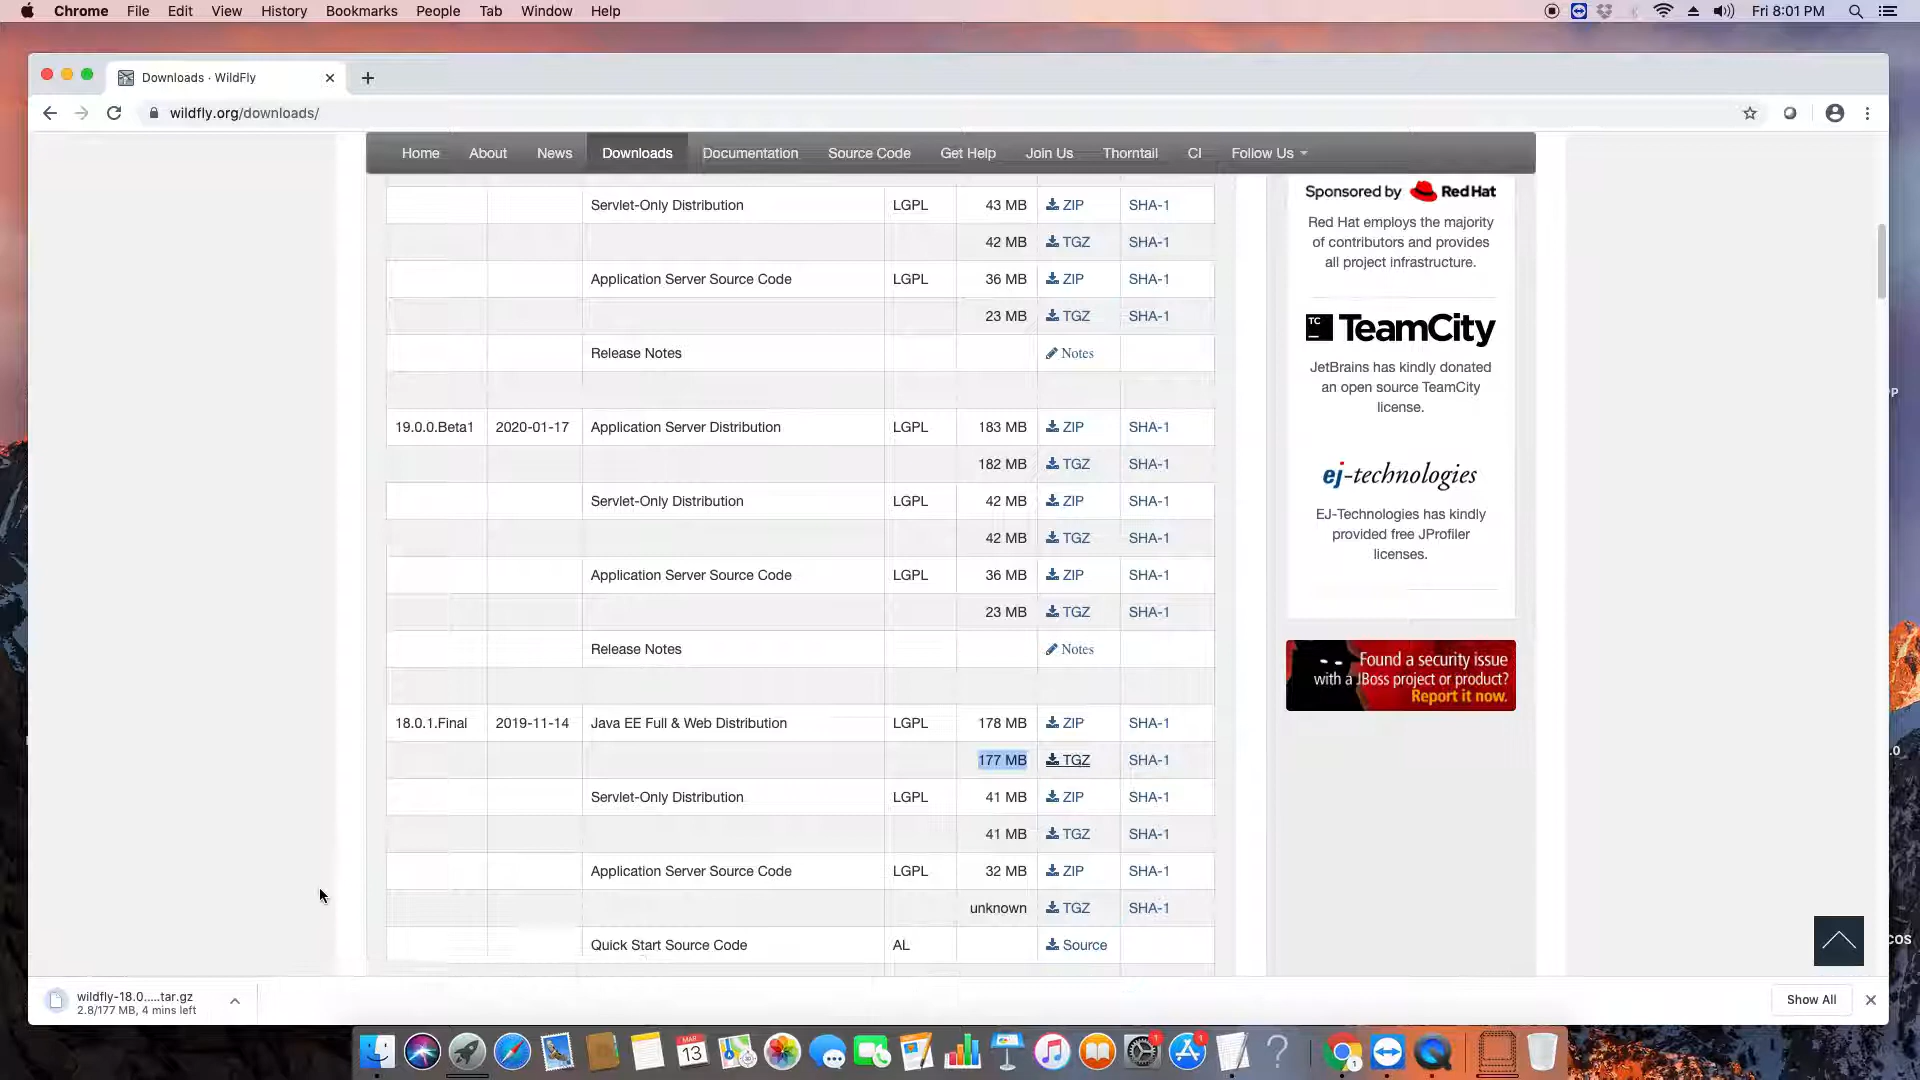 Chrome File Edit View History Bookmarks People Tab Window Help Fri 8:01 PM
Downloads · WildFly
wildfly.org/downloads/
Home About News Downloads Documentation Source Code Get Help Join Us Thorntail CI Follow Us
Servlet-Only Distribution LGPL 43 MB ZIP SHA-1
42 MB TGZ SHA-1
Application Server Source Code LGPL 36 MB ZIP SHA-1
23 MB TGZ SHA-1
Release Notes Notes
19.0.0.Beta1 2020-01-17 Application Server Distribution LGPL 183 MB ZIP SHA-1
182 MB TGZ SHA-1
Servlet-Only Distribution LGPL 42 MB ZIP SHA-1
42 MB TGZ SHA-1
Application Server Source Code LGPL 36 MB ZIP SHA-1
23 MB TGZ SHA-1
Release Notes Notes
18.0.1.Final 2019-11-14 Java EE Full & Web Distribution LGPL 178 MB ZIP SHA-1
177 MB TGZ SHA-1
Servlet-Only Distribution LGPL 41 MB ZIP SHA-1
41 MB TGZ SHA-1
Application Server Source Code LGPL 32 MB ZIP SHA-1
unknown TGZ SHA-1
Quick Start Source Code AL Source
Sponsored by Red Hat
Red Hat employs the majority
of contributors and provides
all project infrastructure.
TC TeamCity
JetBrains has kindly donated
an open source TeamCity
license.
ej-technologies
EJ-Technologies has kindly
provided free JProfiler
licenses.
Found a security issue
with a JBoss project or product?
Report it now.
wildfly-18.0.....tar.gz
2.8/177 MB, 4 mins left
Show All
MAR
13
1
1
1